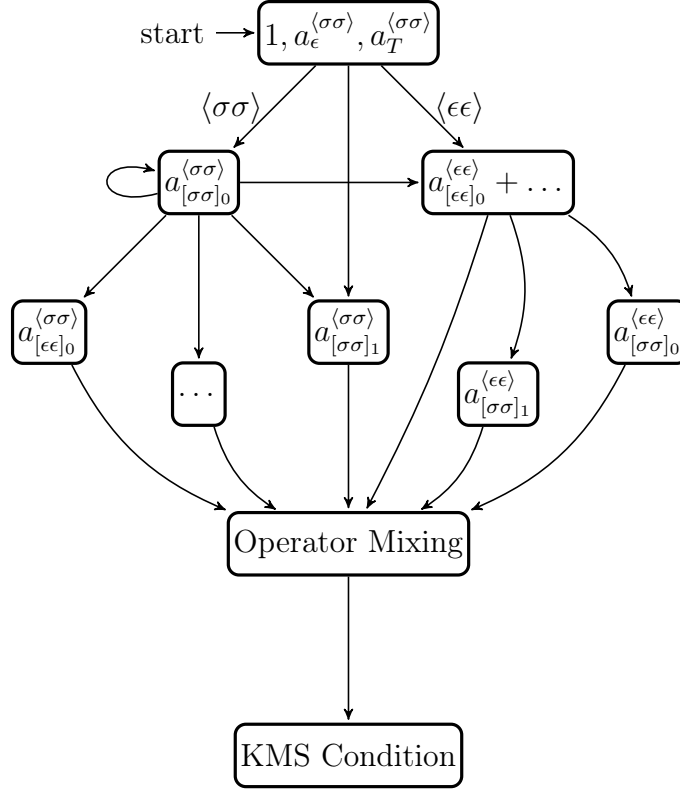 start
1, a_ϵ^{⟨σσ⟩}, a_T^{⟨σσ⟩}
⟨σσ⟩
⟨ϵϵ⟩
a_{[σσ]_0}^{⟨σσ⟩}
a_{[ϵϵ]_0}^{⟨ϵϵ⟩} + …
a_{[ϵϵ]_0}^{⟨σσ⟩}
a_{[σσ]_1}^{⟨σσ⟩}
a_{[σσ]_0}^{⟨ϵϵ⟩}
⋯
a_{[σσ]_1}^{⟨ϵϵ⟩}
Operator Mixing
KMS Condition